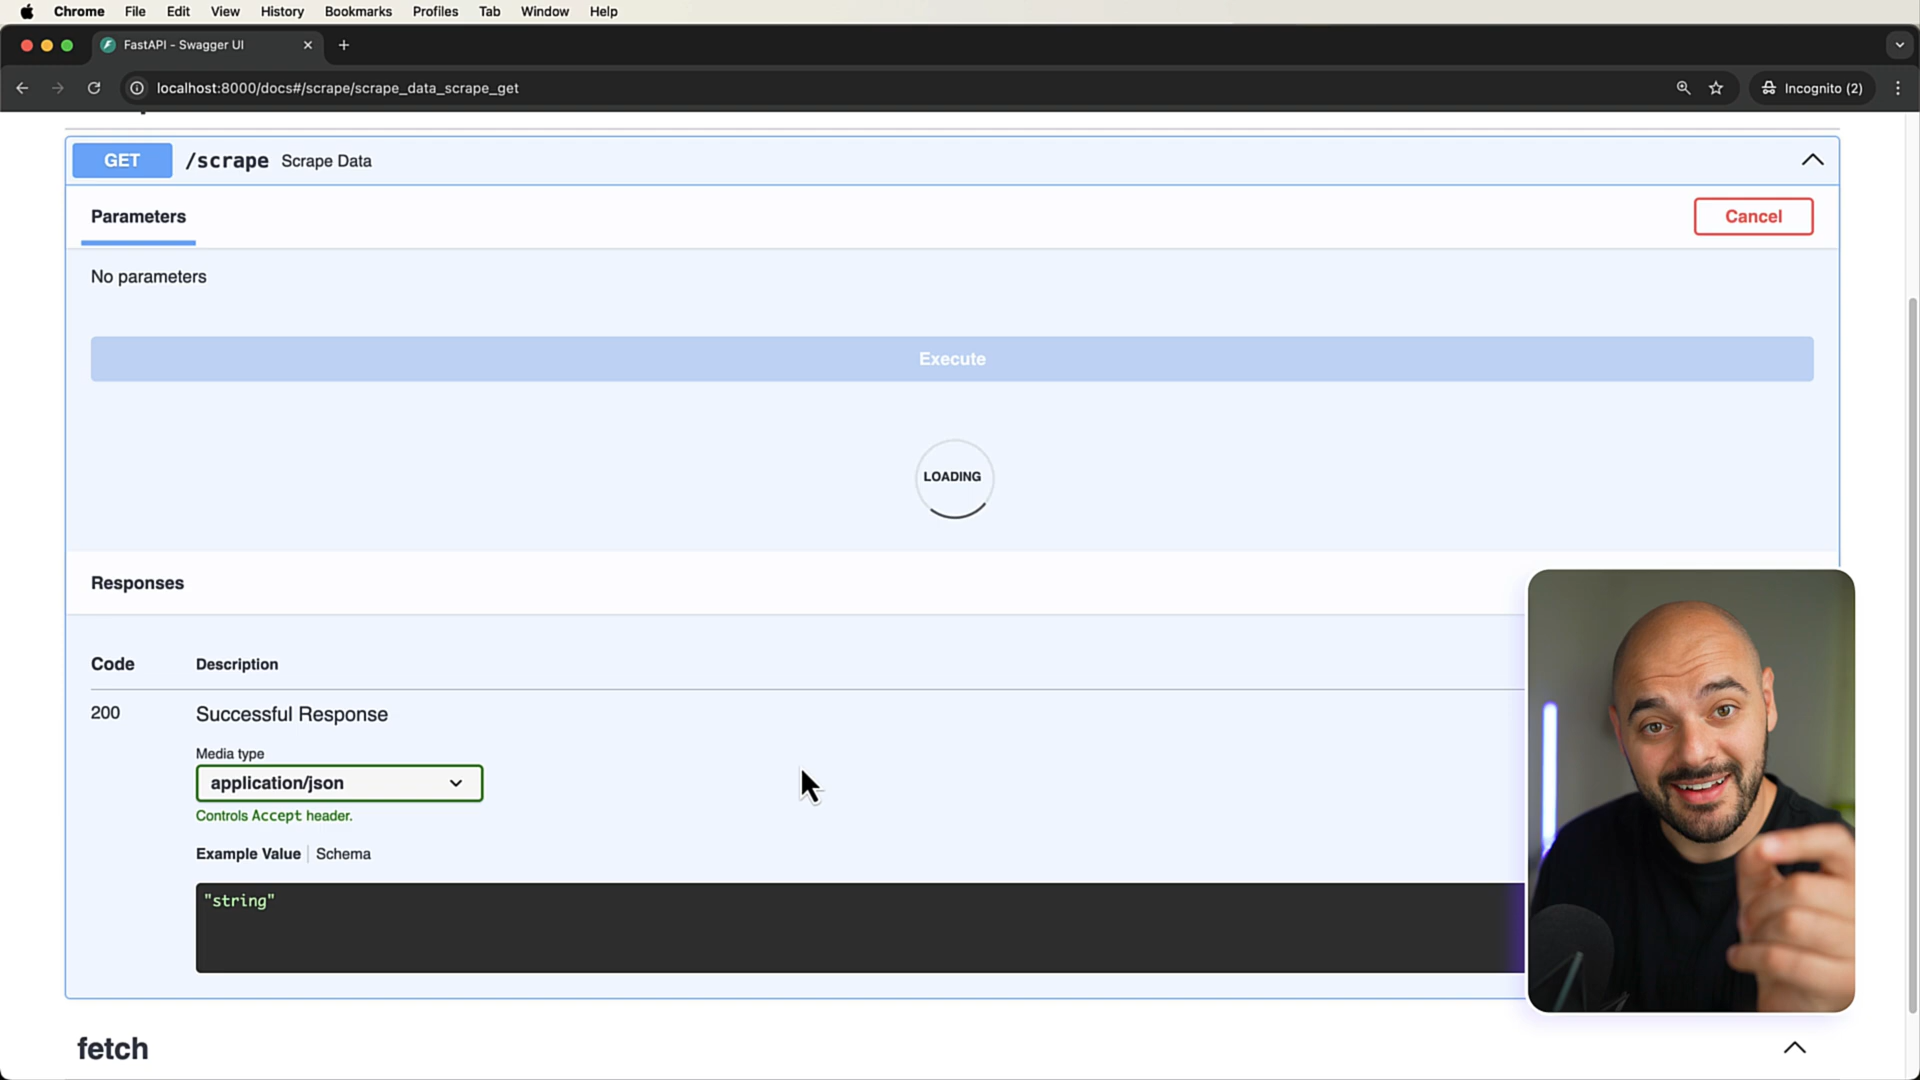 Chrome File Edit View History Bookmarks Profiles Tab Window Help
FastAPI - Swagger UI
localhost:8000/docs#/scrape/scrape_data_scrape_get
Incognito (2)
GET /scrape Scrape Data
Parameters
Cancel
No parameters
Execute
LOADING
Responses
Code Description
200 Successful Response
Media type
application/json
Controls Accept header.
Example Value Schema
"string"
fetch